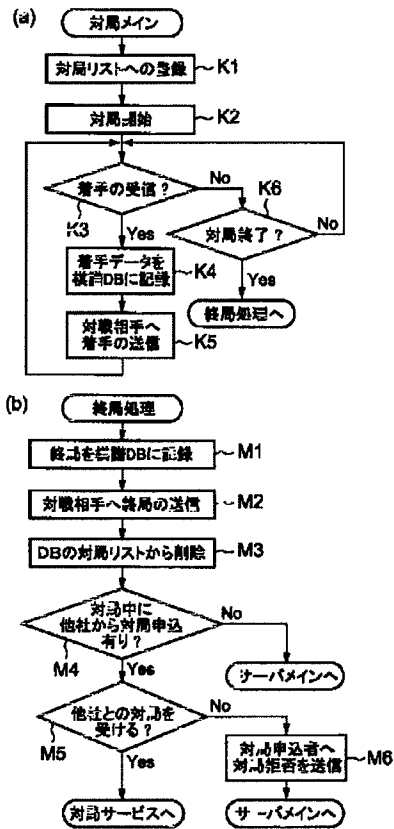 (a)
対局メイン
対局リストへの登録
K1
対局開始
K2
着手の受信?
K3
No
Yes
K6
対局終了?
No
Yes
着手データを
棋譜DBに記録
K4
対戦相手へ
着手の送信
K5
終局処理へ
(b)
終局処理
終局を棋譜DBに記録
M1
対戦相手へ終局の送信
M2
DBの対局リストから削除
M3
対局中に
他社から対局申込
有り?
M4
No
Yes
サーバメインへ
他社との対局を
受ける?
M5
No
Yes
対局申込者へ
対局拒否を送信
M6
対局サービスへ
サーバメインへ